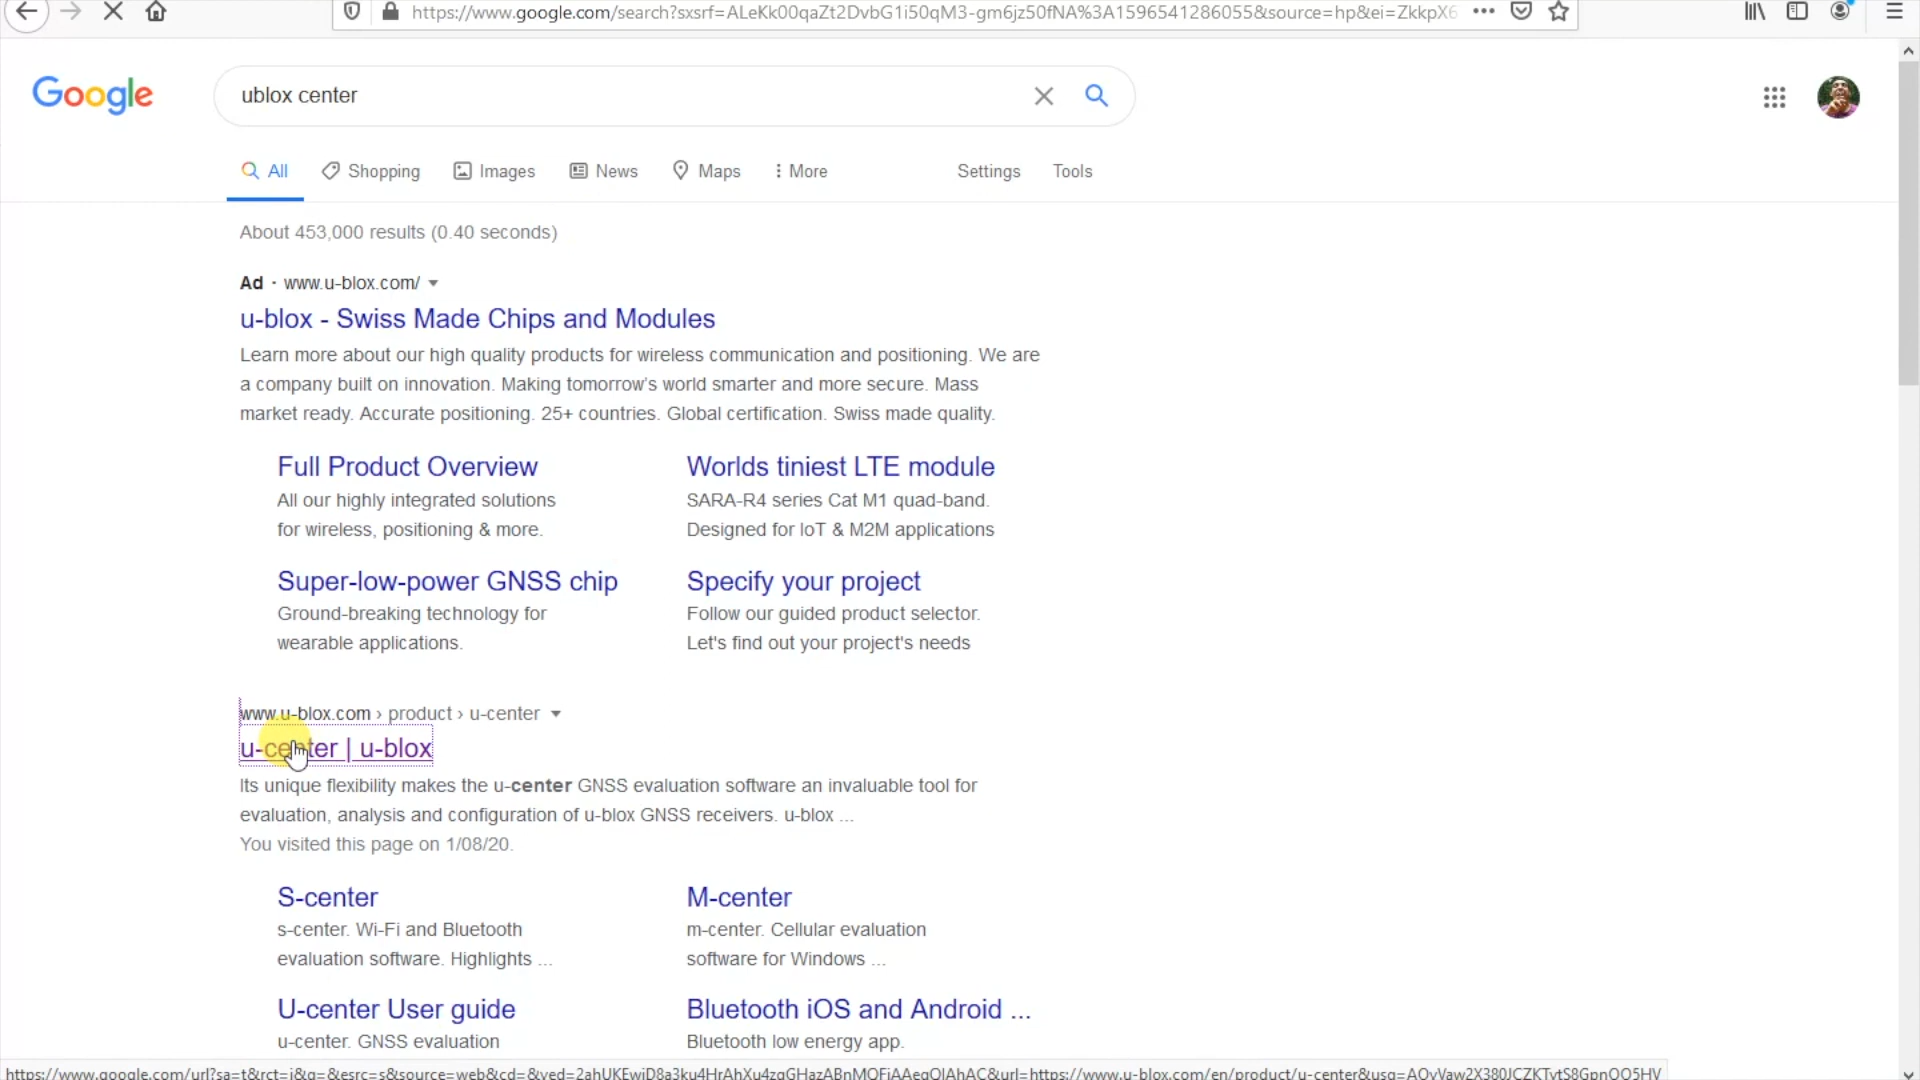 https://www.google.com/search?sxsrf=ALeKk00qaZt2DvbG1i50qM3-gm6jz50fNA%3A1596541286055&source=hp&ei=ZkkpX6
Google
ublox center
All Shopping Images News Maps More Settings Tools
About 453,000 results (0.40 seconds)
Ad · www.u-blox.com/
u-blox - Swiss Made Chips and Modules
Learn more about our high quality products for wireless communication and positioning. We are
a company built on innovation. Making tomorrow's world smarter and more secure. Mass
market ready. Accurate positioning. 25+ countries. Global certification. Swiss made quality.
Full Product Overview
All our highly integrated solutions
for wireless, positioning & more.
Worlds tiniest LTE module
SARA-R4 series Cat M1 quad-band.
Designed for IoT & M2M applications
Super-low-power GNSS chip
Ground-breaking technology for
wearable applications.
Specify your project
Follow our guided product selector.
Let's find out your project's needs
www.u-blox.com › product › u-center
u-center | u-blox
Its unique flexibility makes the u-center GNSS evaluation software an invaluable tool for
evaluation, analysis and configuration of u-blox GNSS receivers. u-blox ...
You visited this page on 1/08/20.
S-center
s-center. Wi-Fi and Bluetooth
evaluation software. Highlights ...
M-center
m-center. Cellular evaluation
software for Windows ...
U-center User guide
u-center. GNSS evaluation
Bluetooth iOS and Android ...
Bluetooth low energy app.